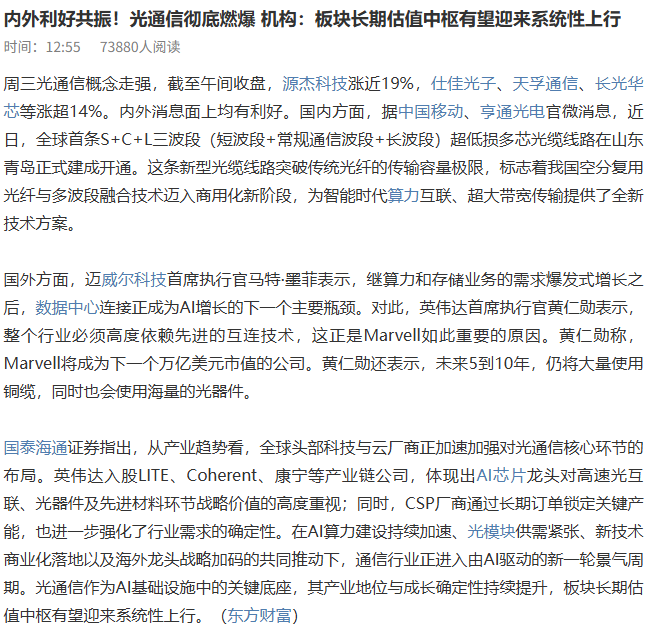 内外利好共振！光通信彻底燃爆 机构：板块长期估值中枢有望迎来系统性上行
时间：12:55 73880人阅读
周三光通信概念走强，截至午间收盘，源杰科技涨近19%，仕佳光子、天孚通信、长光华
芯等涨超14%。内外消息面上均有利好。国内方面，据中国移动、亨通光电官微消息，近
日，全球首条S+C+L三波段（短波段+常规通信波段+长波段）超低损多芯光缆线路在山东
青岛正式建成开通。这条新型光缆线路突破传统光纤的传输容量极限，标志着我国空分复用
光纤与多波段融合技术迈入商用化新阶段，为智能时代算力互联、超大带宽传输提供了全新
技术方案。
国外方面，迈威尔科技首席执行官马特·墨菲表示，继算力和存储业务的需求爆发式增长之
后，数据中心连接正成为AI增长的下一个主要瓶颈。对此，英伟达首席执行官黄仁勋表示，
整个行业必须高度依赖先进的互连技术，这正是Marvell如此重要的原因。黄仁勋称，
Marvell将成为下一个万亿美元市值的公司。黄仁勋还表示，未来5到10年，仍将大量使用
铜缆，同时也会使用海量的光器件。
国泰海通证券指出，从产业趋势看，全球头部科技与云厂商正加速加强对光通信核心环节的
布局。英伟达入股LITE、Coherent、康宁等产业链公司，体现出AI芯片龙头对高速光互
联、光器件及先进材料环节战略价值的高度重视；同时，CSP厂商通过长期订单锁定关键产
能，也进一步强化了行业需求的确定性。在AI算力建设持续加速、光模块供需紧张、新技术
商业化落地以及海外龙头战略加码的共同推动下，通信行业正进入由AI驱动的新一轮景气周
期。光通信作为AI基础设施中的关键底座，其产业地位与成长确定性持续提升，板块长期估
值中枢有望迎来系统性上行。（东方财富）